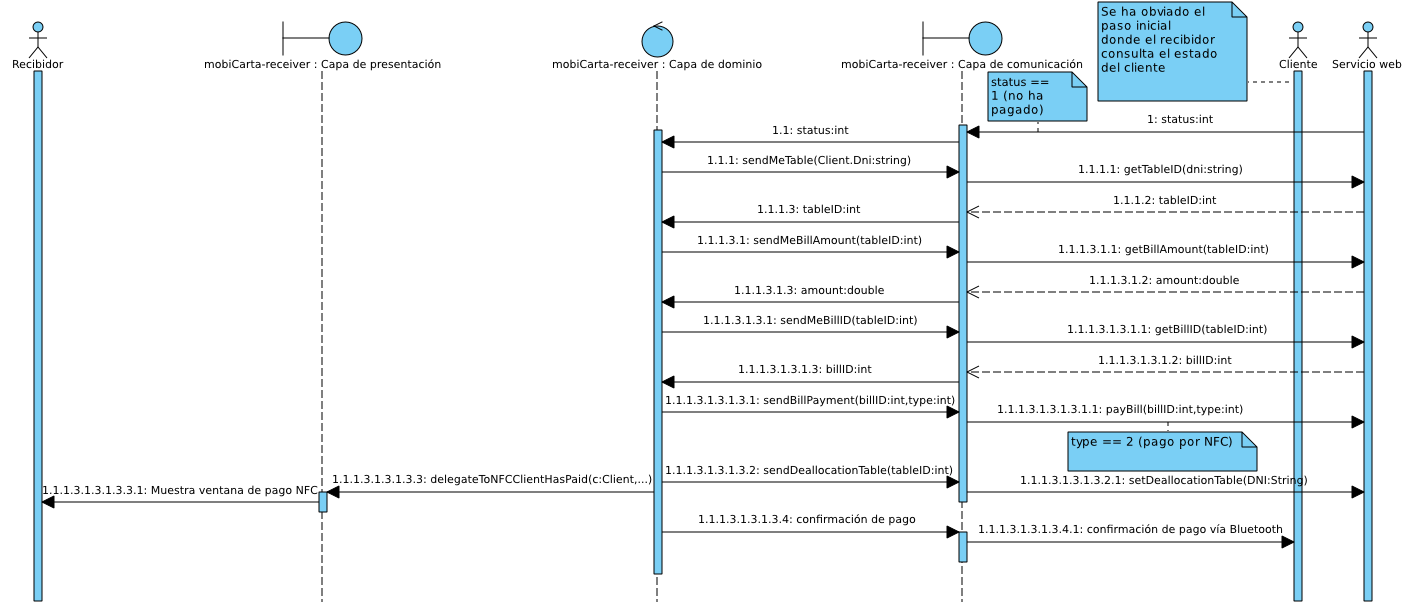 Se ha obviado el
paso inicial
donde el recibidor
consulta el estado
del cliente
Recibidor
mobiCarta-receiver : Capa de presentación
mobiCarta-receiver : Capa de dominio
mobiCarta-receiver : Capa de comunicación
Cliente
Servicio web
status ==
1 (no ha
pagado)
1: status:int
1.1: status:int
1.1.1: sendMeTable(Client.Dni:string)
1.1.1.1: getTableID(dni:string)
1.1.1.2: tableID:int
1.1.1.3: tableID:int
1.1.1.3.1: sendMeBillAmount(tableID:int)
1.1.1.3.1.1: getBillAmount(tableID:int)
1.1.1.3.1.2: amount:double
1.1.1.3.1.3: amount:double
1.1.1.3.1.3.1: sendMeBillID(tableID:int)
1.1.1.3.1.3.1.1: getBillID(tableID:int)
1.1.1.3.1.3.1.2: billID:int
1.1.1.3.1.3.1.3: billID:int
1.1.1.3.1.3.1.3.1: sendBillPayment(billID:int,type:int)
1.1.1.3.1.3.1.3.1.1: payBill(billID:int,type:int)
type == 2 (pago por NFC)
1.1.1.3.1.3.1.3.2: sendDeallocationTable(tableID:int)
1.1.1.3.1.3.1.3.3: delegateToNFCClientHasPaid(c:Client,...)
1.1.1.3.1.3.1.3.2.1: setDeallocationTable(DNI:String)
1.1.1.3.1.3.1.3.3.1: Muestra ventana de pago NFC
1.1.1.3.1.3.1.3.4: confirmación de pago
1.1.1.3.1.3.1.3.4.1: confirmación de pago vía Bluetooth